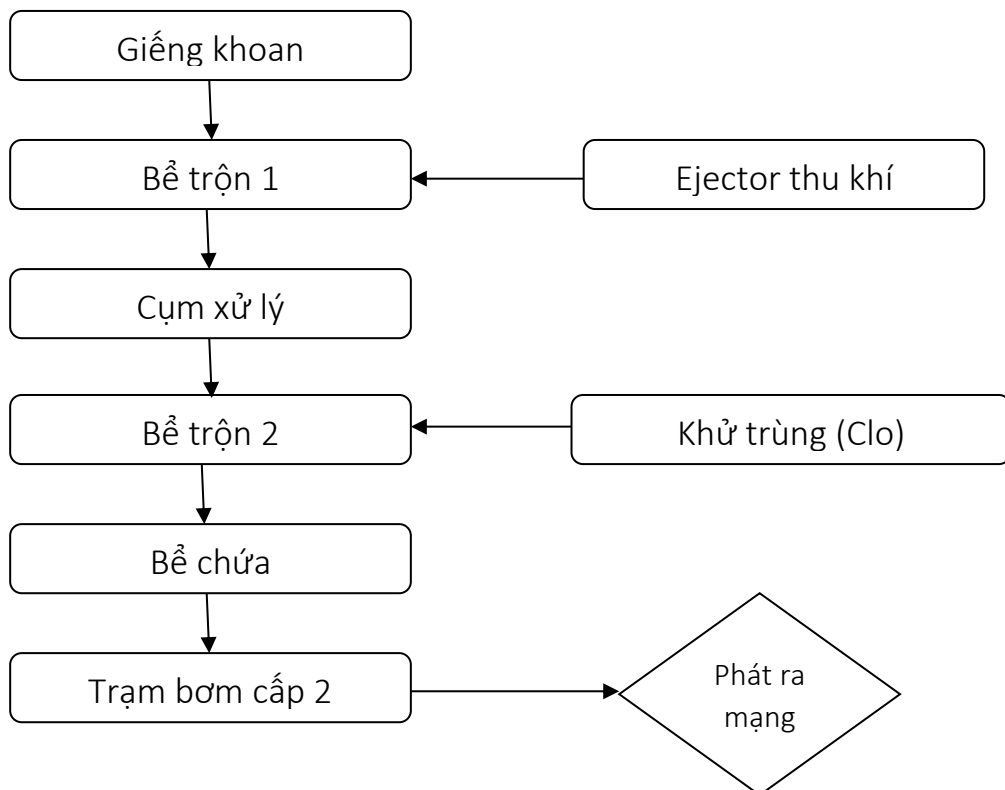 Giếng khoan
Bể trộn 1
Ejector thu khí
Cụm xử lý
Bể trộn 2
Khử trùng (Clo)
Bể chứa
Trạm bơm cấp 2
Phát ra
mạng